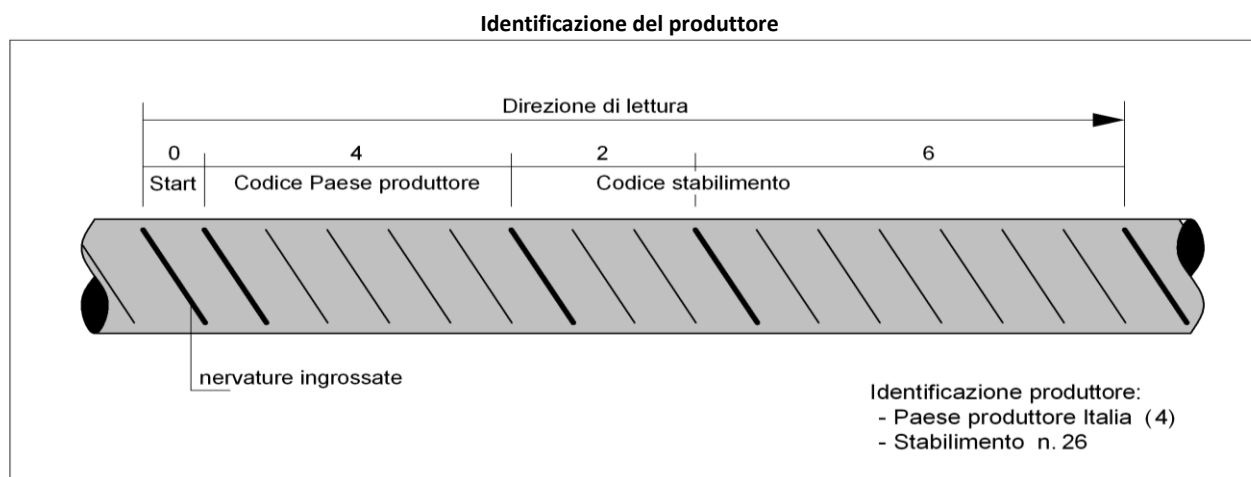 Identificazione del produttore
Direzione di lettura
0 4 2 6
Start Codice Paese produttore Codice stabilimento
nervature ingrossate
Identificazione produttore:
- Paese produttore Italia (4)
- Stabilimento n. 26